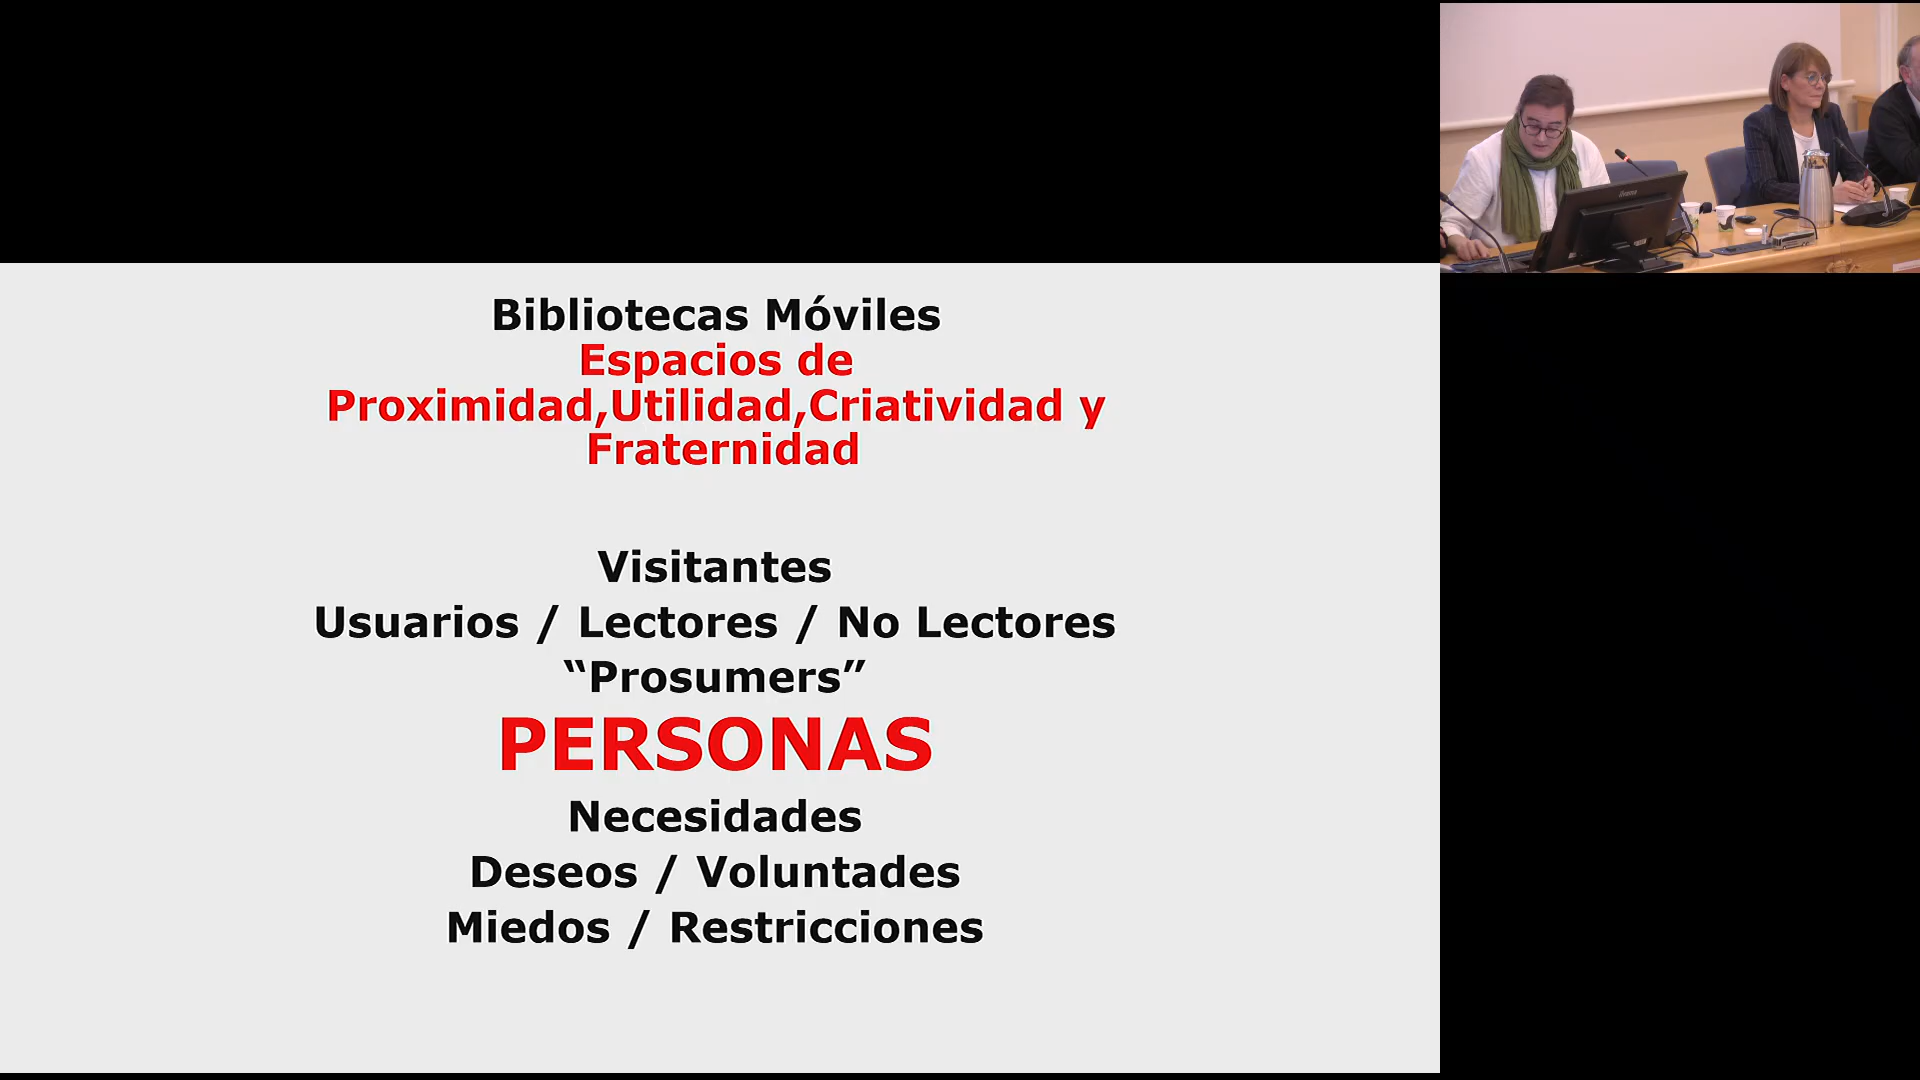 Bibliotecas Móviles
Espacios de
Proximidad,Utilidad,Criatividad y
Fraternidad
Visitantes
Usuarios / Lectores / No Lectores
“Prosumers”
PERSONAS
Necesidades
Deseos / Voluntades
Miedos / Restricciones